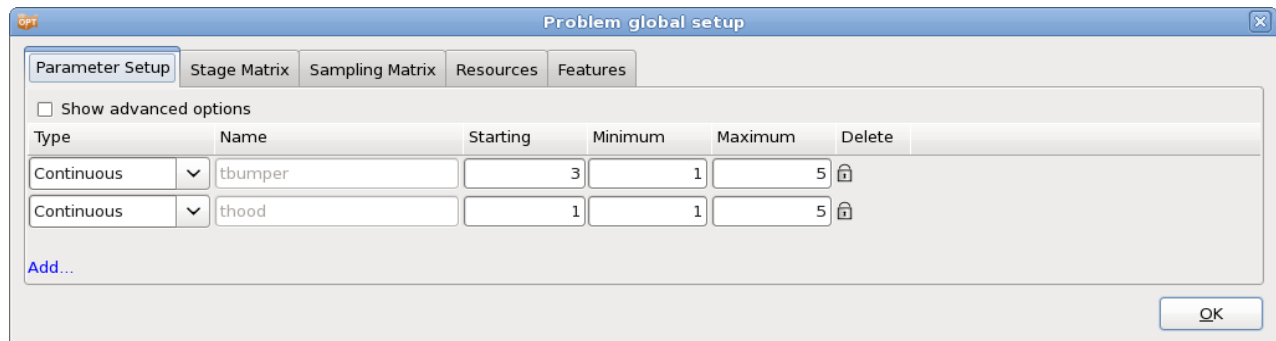 OPT Problem global setup
Parameter Setup Stage Matrix Sampling Matrix Resources Features
Show advanced options
Type Name Starting Minimum Maximum Delete
Continuous tbumper 3 1 5
Continuous thood 1 1 5
Add...
OK